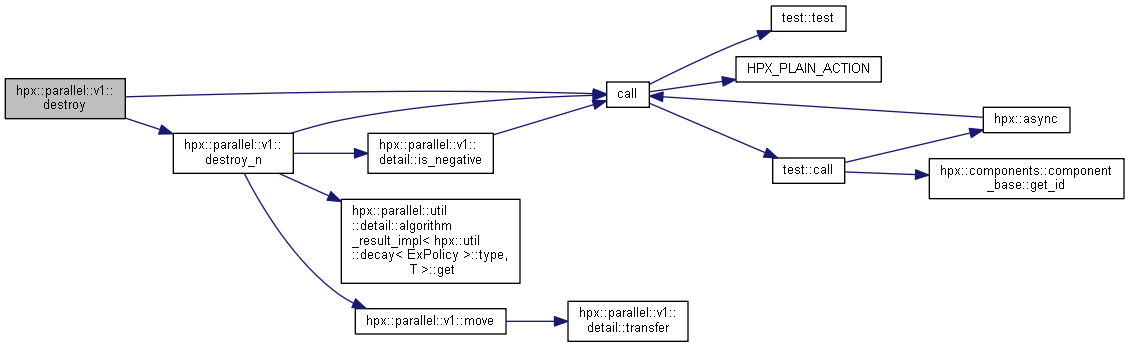 hpx::parallel::v1::
destroy
hpx::parallel::v1::
destroy_n
hpx::parallel::v1::
detail::is_negative
hpx::parallel::util
::detail::algorithm
_result_impl< hpx::util
::decay< ExPolicy >::type,
T >::get
hpx::parallel::v1::move
hpx::parallel::v1::
detail::transfer
call
test::test
HPX_PLAIN_ACTION
test::call
hpx::async
hpx::components::component
_base::get_id